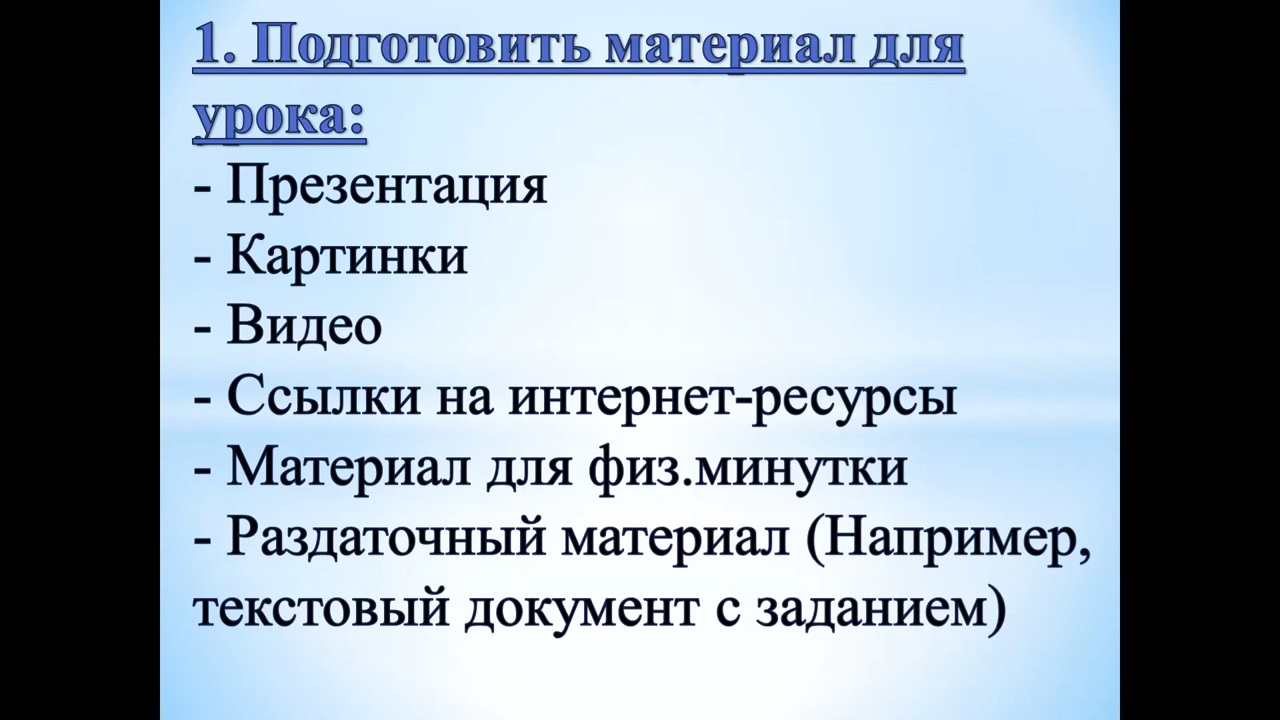 1. Подготовить материал для
урока:
- Презентация
- Картинки
- Видео
- Ссылки на интернет-ресурсы
- Материал для физ.минутки
- Раздаточный материал (Например,
текстовый документ с заданием)